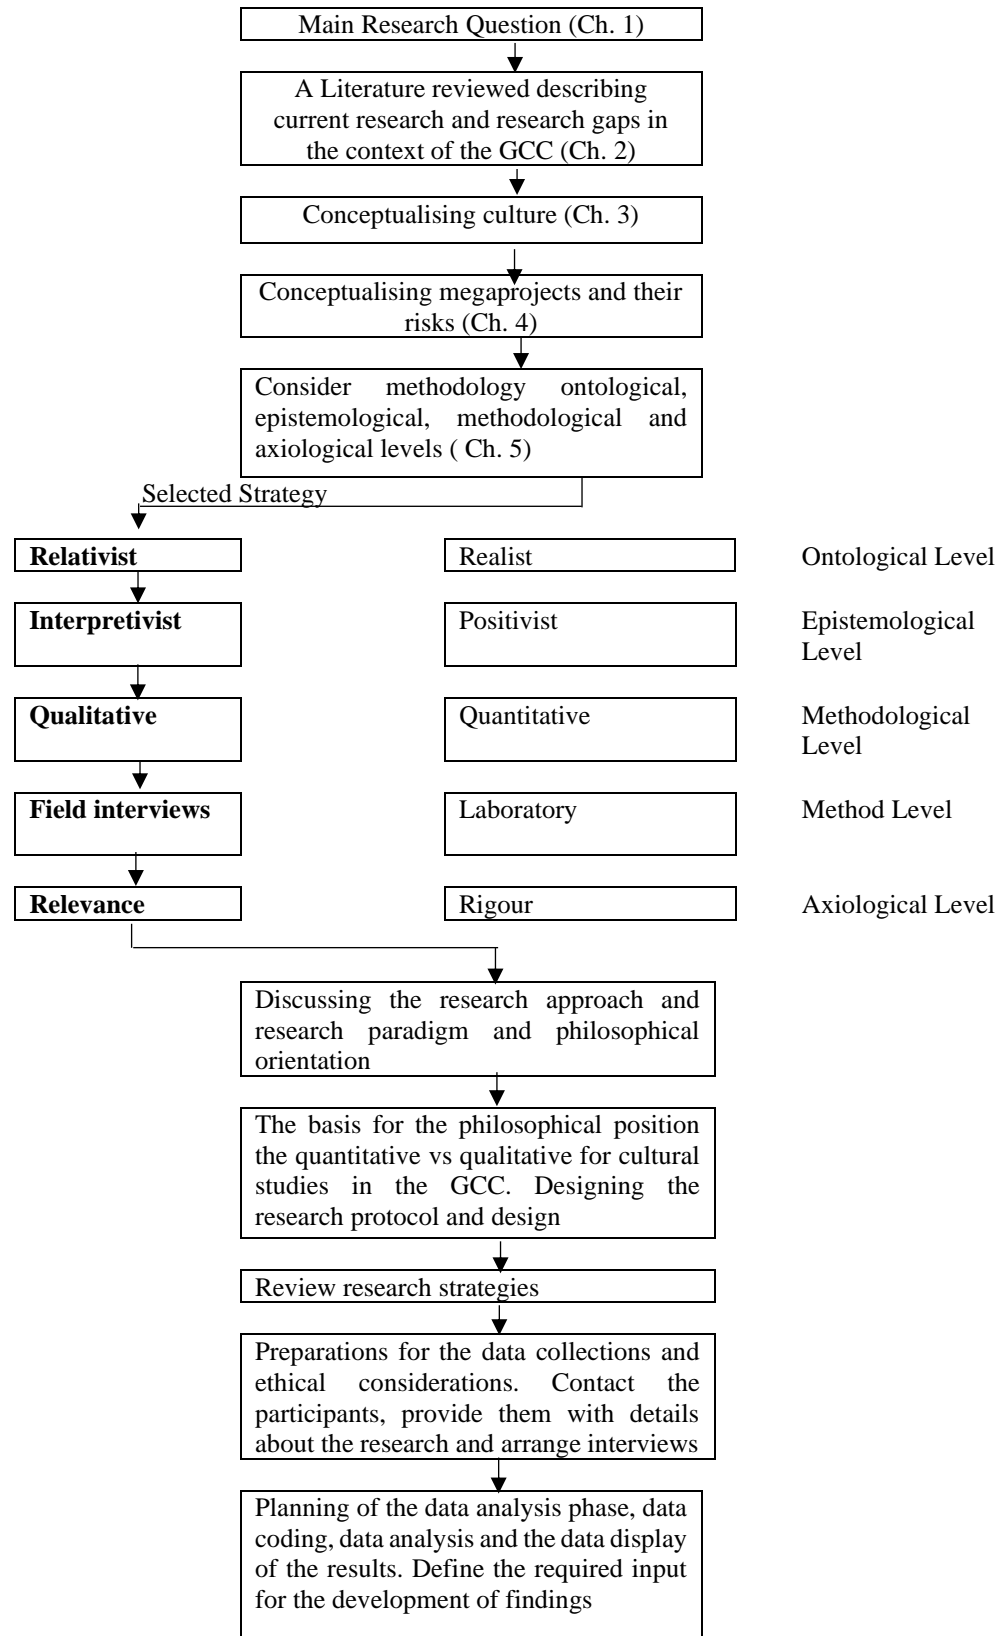 Main Research Question (Ch. 1)
A Literature reviewed describing
current research and research gaps in
the context of the GCC (Ch. 2)
Conceptualising culture (Ch. 3)
Conceptualising megaprojects and their
risks (Ch. 4)
Consider methodology ontological,
epistemological, methodological and
axiological levels ( Ch. 5)
Selected Strategy
Relativist
Realist
Ontological Level
Interpretivist
Positivist
Epistemological
Level
Qualitative
Quantitative
Methodological
Level
Field interviews
Laboratory
Method Level
Relevance
Rigour
Axiological Level
Discussing the research approach and
research paradigm and philosophical
orientation
The basis for the philosophical position
the quantitative vs qualitative for cultural
studies in the GCC. Designing the
research protocol and design
Review research strategies
Preparations for the data collections and
ethical considerations. Contact the
participants, provide them with details
about the research and arrange interviews
Planning of the data analysis phase, data
coding, data analysis and the data display
of the results. Define the required input
for the development of findings